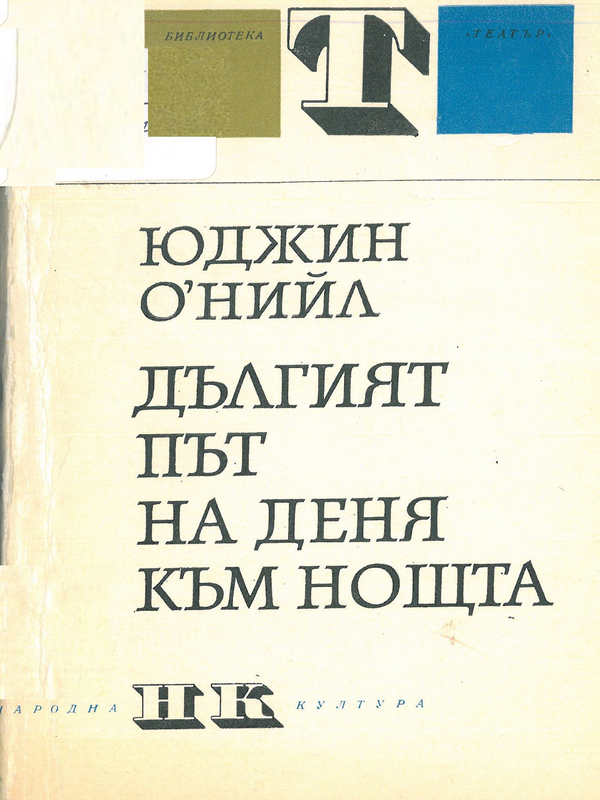 БИБЛИОТЕКА Т «ТЕАТЪР»
ЮДЖИН
О'НИЙЛ
ДЪЛГИЯТ
ПЪТ
НА ДЕНЯ
КЪМ НОЩТА
НАРОДНА НК КУЛТУРА